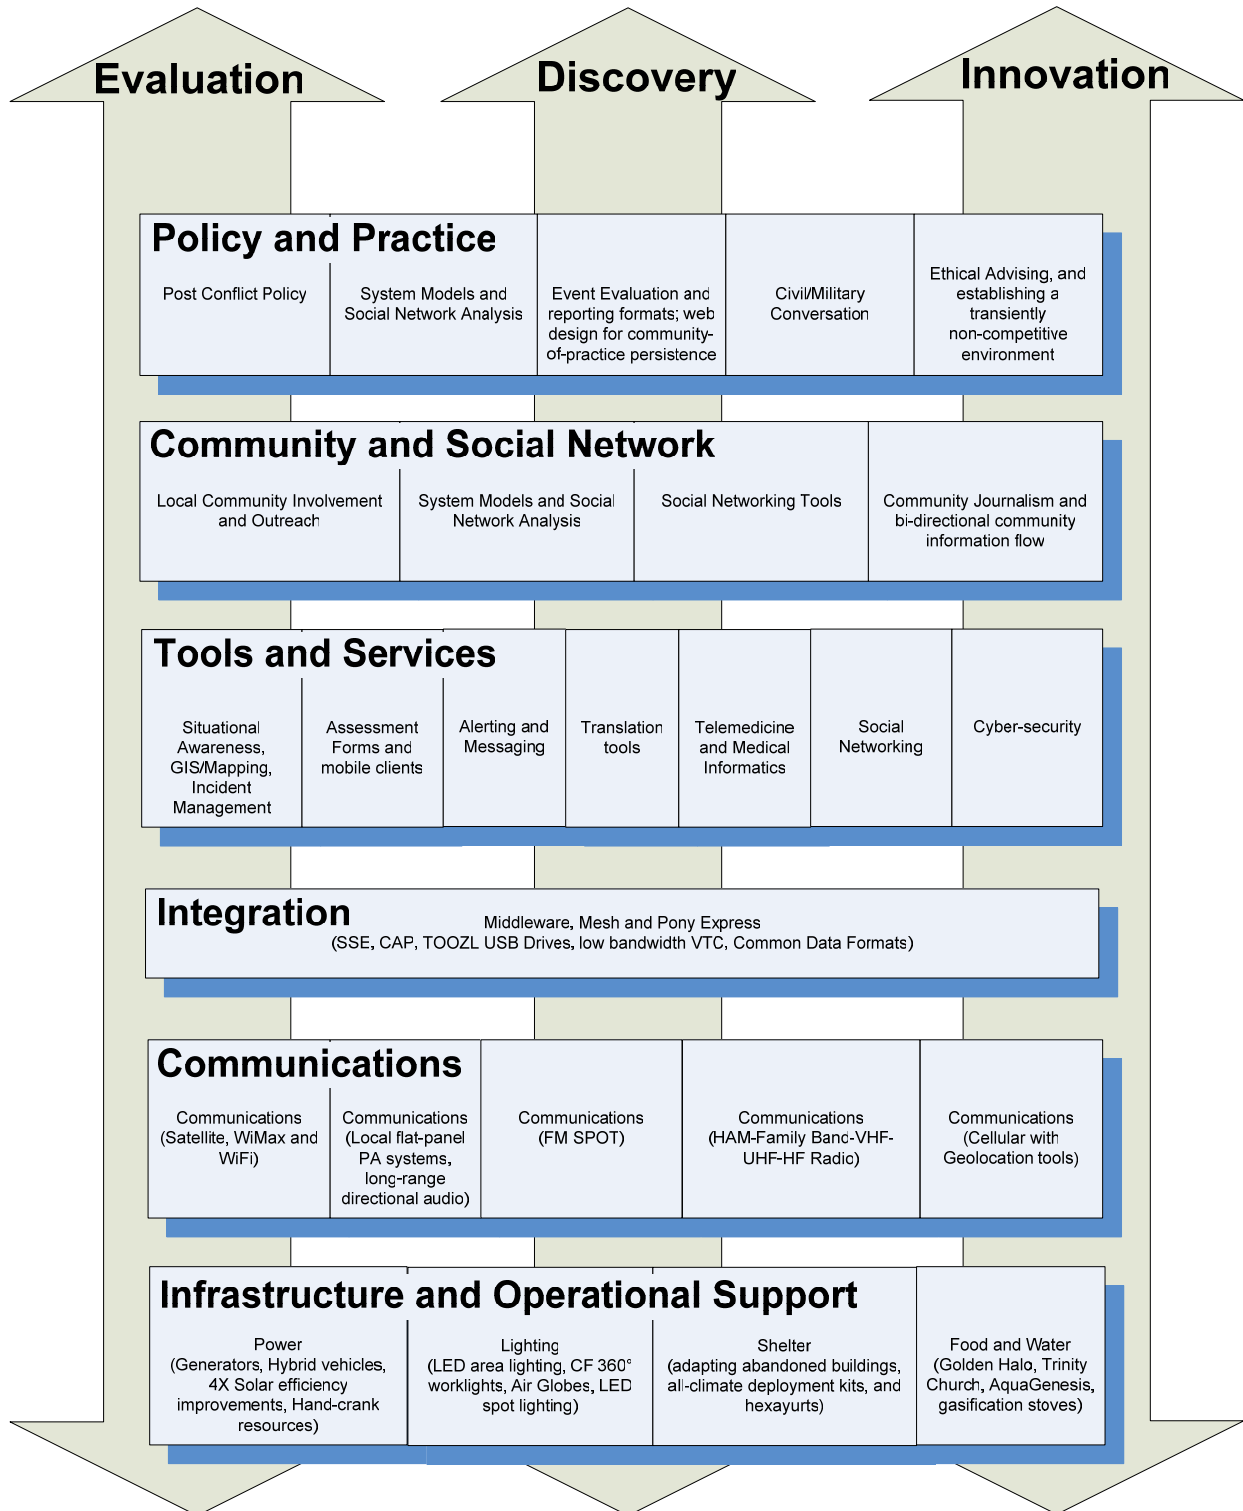 Evaluation
Discovery
Innovation
Policy and Practice
Post Conflict Policy
System Models and
Social Network Analysis
Event Evaluation and
reporting formats; web
design for community-
of-practice persistence
Civil/Military
Conversation
Ethical Advising, and
establishing a
transiently
non-competitive
environment
Community and Social Network
Local Community Involvement
and Outreach
System Models and Social
Network Analysis
Social Networking Tools
Community Journalism and
bi-directional community
information flow
Tools and Services
Situational
Awareness,
GIS/Mapping,
Incident
Management
Assessment
Forms and
mobile clients
Alerting and
Messaging
Translation
tools
Telemedicine
and Medical
Informatics
Social
Networking
Cyber-security
Integration
Middleware, Mesh and Pony Express
(SSE, CAP, TOOZL USB Drives, low bandwidth VTC, Common Data Formats)
Communications
Communications
(Satellite, WiMax and
WiFi)
Communications
(Local flat-panel
PA systems,
long-range
directional audio)
Communications
(FM SPOT)
Communications
(HAM-Family Band-VHF-
UHF-HF Radio)
Communications
(Cellular with
Geolocation tools)
Infrastructure and Operational Support
Power
(Generators, Hybrid vehicles,
4X Solar efficiency
improvements, Hand-crank
resources)
Lighting
(LED area lighting, CF 360°
worklights, Air Globes, LED
spot lighting)
Shelter
(adapting abandoned buildings,
all-climate deployment kits, and
hexayurts)
Food and Water
(Golden Halo, Trinity
Church, AquaGenesis,
gasification stoves)